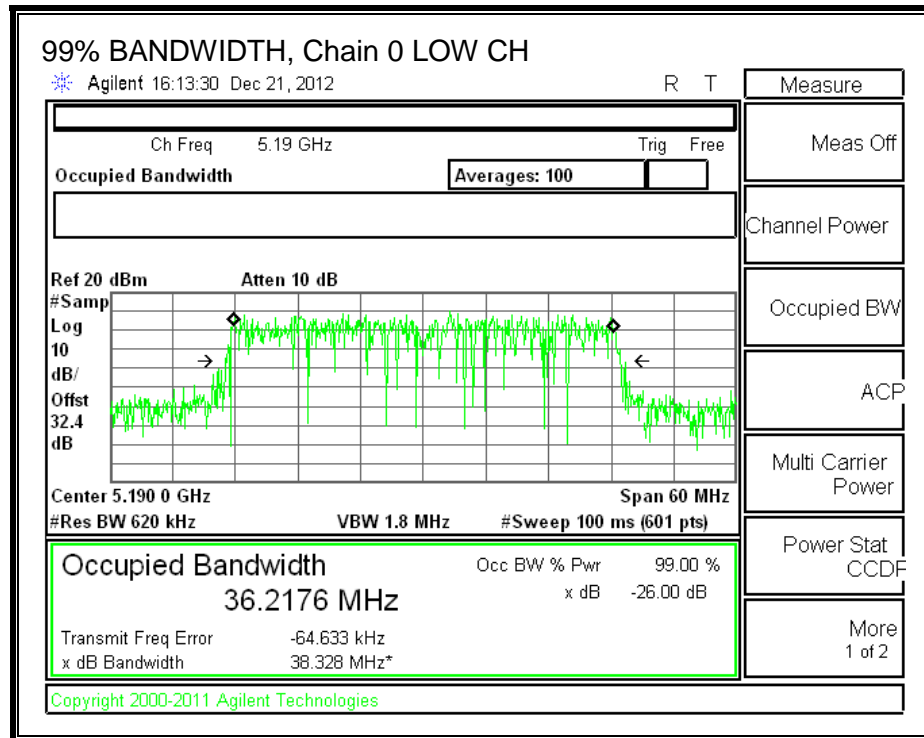 99% BANDWIDTH, Chain 0 LOW CH
Agilent 16:13:30 Dec 21, 2012 R T
Measure
Ch Freq 5.19 GHz Trig Free
Meas Off
Occupied Bandwidth Averages: 100
Channel Power
Ref 20 dBm Atten 10 dB
#Samp
Log
10
dB/
Offst
32.4
dB
Occupied BW
ACP
Multi Carrier
Power
Center 5.190 0 GHz Span 60 MHz
#Res BW 620 kHz VBW 1.8 MHz #Sweep 100 ms (601 pts)
Power Stat
CCDF
Occupied Bandwidth Occ BW % Pwr 99.00 %
36.2176 MHz x dB -26.00 dB
Transmit Freq Error -64.633 kHz
x dB Bandwidth 38.328 MHz*
More
1 of 2
Copyright 2000-2011 Agilent Technologies